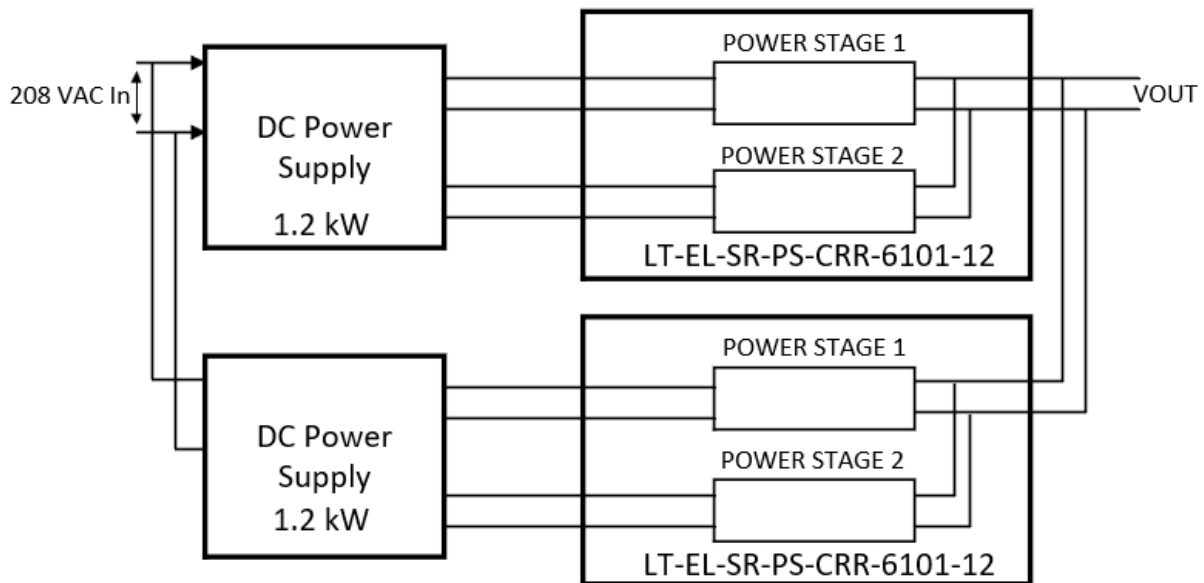 POWER STAGE 1
208 VAC In
VOUT
DC Power
Supply
1.2 kW
POWER STAGE 2
LT-EL-SR-PS-CRR-6101-12
POWER STAGE 1
DC Power
Supply
1.2 kW
POWER STAGE 2
LT-EL-SR-PS-CRR-6101-12